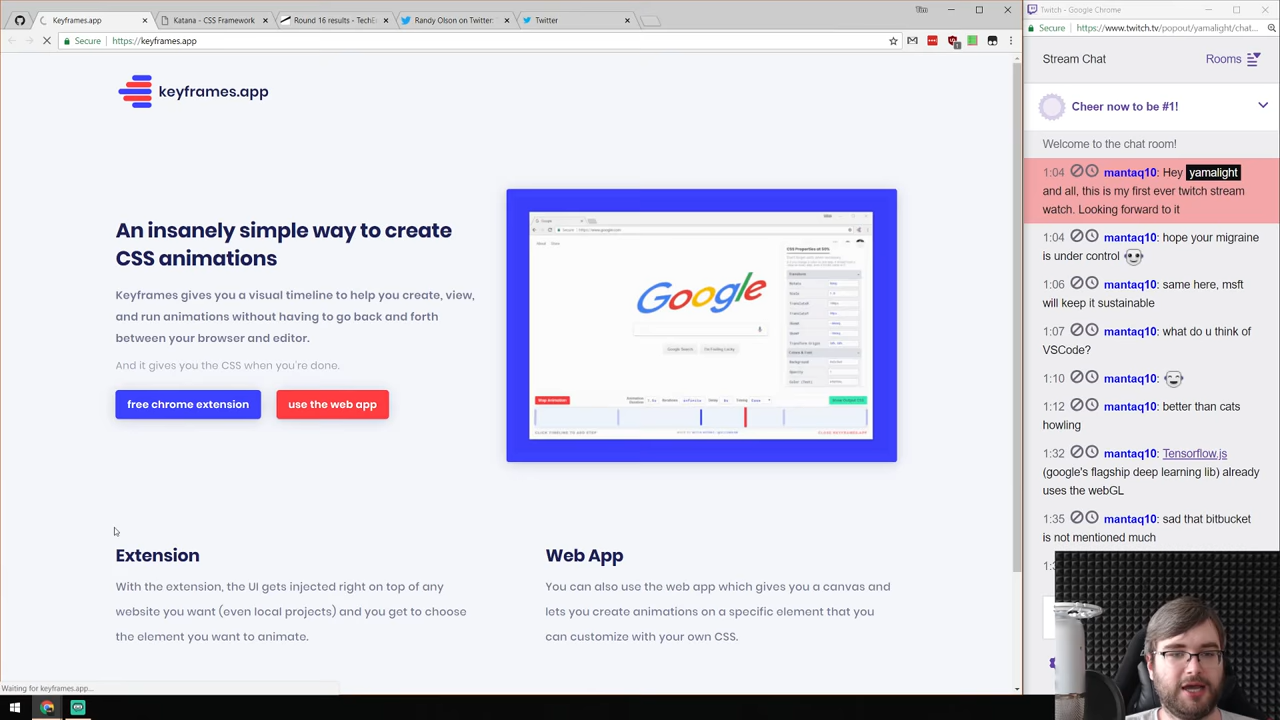 Keyframes.app
Katana - CSS Framework
Round 16 results - TechE
Randy Olson on Twitter: "
Twitter
Tim
Secure
https://keyframes.app
keyframes.app
An insanely simple way to create
CSS animations
Keyframes gives you a visual timeline to help you create, view,
and run animations without having to go back and forth
between your browser and editor.
And it gives you the CSS when you're done.
free chrome extension
use the web app
Google
Google Search
I'm Feeling Lucky
Stop Animation
CLICK TIMELINE TO ADD STEP
Extension
With the extension, the UI gets injected right on top of any
website you want (even local projects) and you get to choose
the element you want to animate.
Web App
You can also use the web app which gives you a canvas and
lets you create animations on a specific element that you
can customize with your own CSS.
Waiting for keyframes.app...
Twitch - Google Chrome
Secure
https://www.twitch.tv/popout/yamalight/chat...
Stream Chat
Rooms
Cheer now to be #1!
Welcome to the chat room!
1:04 mantaq10: Hey yamalight
and all, this is my first ever twitch stream
watch. Looking forward to it
1:04 mantaq10: hope your migraine
is under control
1:06 mantaq10: same here, msft
will keep it sustainable
1:07 mantaq10: what do u think of
VSCode?
1:10 mantaq10:
1:12 mantaq10: better than cats
howling
1:32 mantaq10: Tensorflow.js
(google's flagship deep learning lib) already
uses the webGL
1:35 mantaq10: sad that bitbucket
is not mentioned much